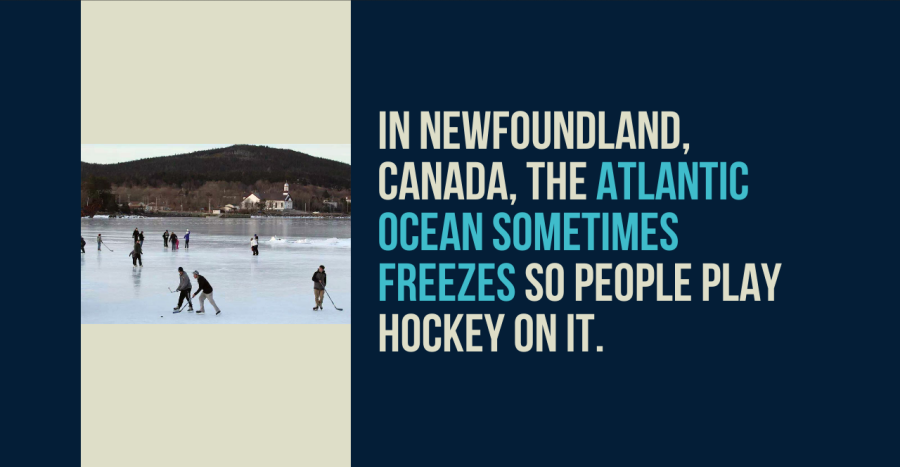 IN NEWFOUNDLAND,
CANADA, THE ATLANTIC
OCEAN SOMETIMES
FREEZES SO PEOPLE PLAY
HOCKEY ON IT.